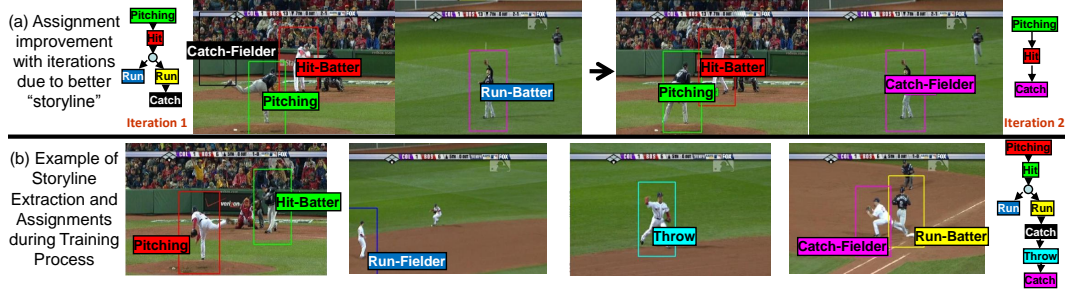 (a) Assignment
improvement
with iterations
due to better
“storyline”
Pitching
Hit
Run
Run
Catch
Iteration 1
Catch-Fielder
Hit-Batter
Pitching
Run-Batter
Hit-Batter
Pitching
Catch-Fielder
Pitching
Hit
Catch
Iteration 2
(b) Example of
Storyline
Extraction and
Assignments
during Training
Process
Pitching
Hit-Batter
Run-Fielder
Throw
Catch-Fielder
Run-Batter
Pitching
Hit
Run
Run
Catch
Throw
Catch